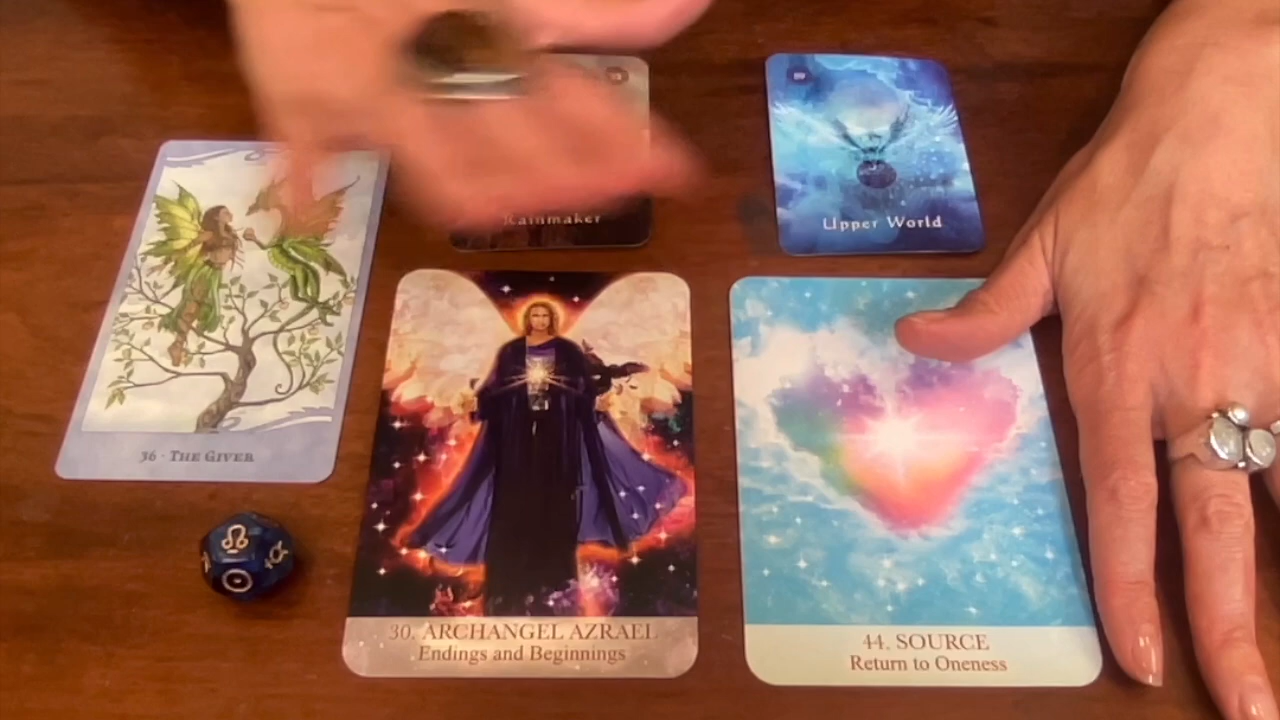 Rainmaker
Upper World
36 · THE GIVER
30. ARCHANGEL AZRAEL
Endings and Beginnings
44. SOURCE
Return to Oneness